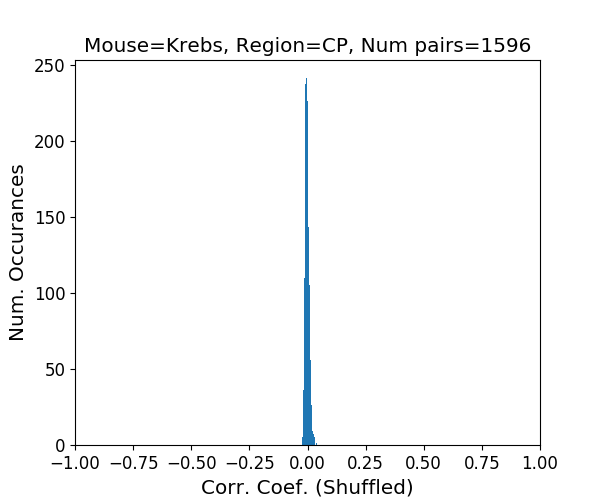 Mouse=Krebs, Region=CP, Num pairs=1596
250
200
150
100
50
0
Num. Occurances
−1.00 −0.75 −0.50 −0.25 0.00 0.25 0.50 0.75 1.00
Corr. Coef. (Shuffled)